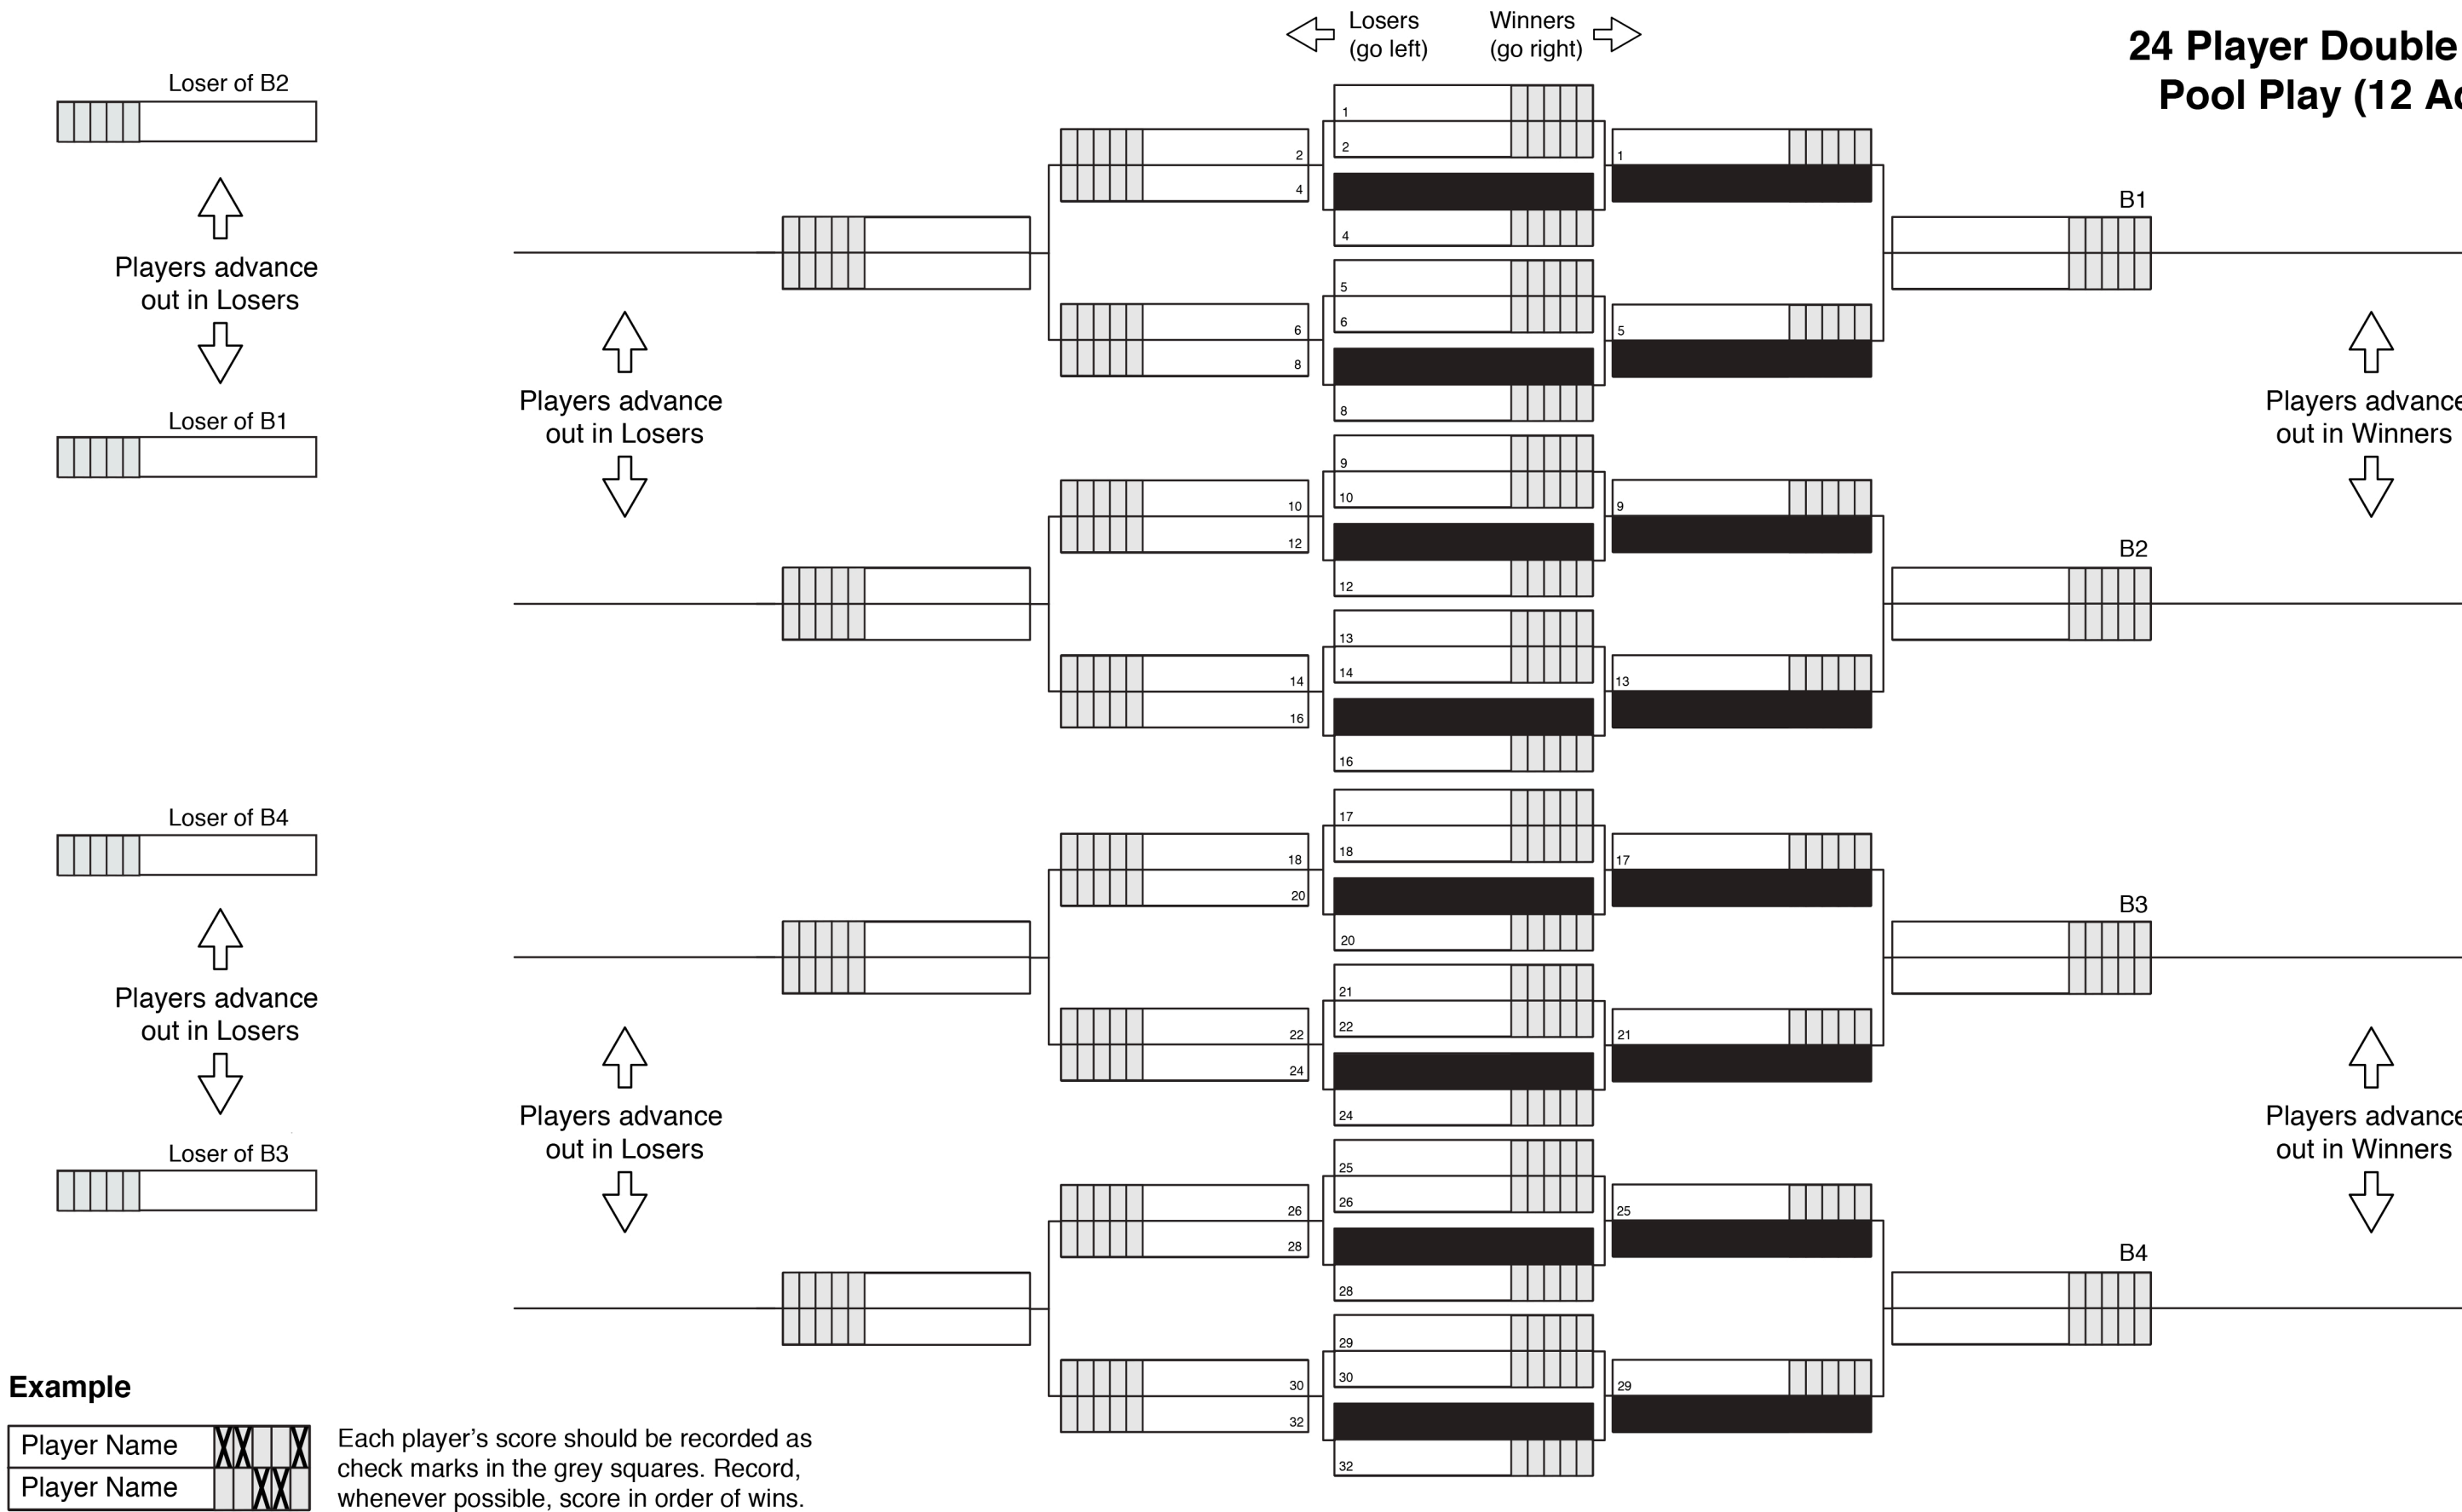 Losers
(go left)
Winners
(go right)
24 Player Double
Pool Play (12 Ac
Loser of B2
Players advance
out in Losers
Loser of B1
Players advance
out in Losers
2
4
6
8
10
12
14
16
1
2
4
5
6
8
9
10
12
13
14
16
1
5
9
13
B1
B2
Players advance
out in Winners
Loser of B4
Players advance
out in Losers
Loser of B3
Players advance
out in Losers
18
20
22
24
26
28
30
32
17
18
20
21
22
24
25
26
28
29
30
32
17
21
25
29
B3
B4
Players advance
out in Winners
Example
Player Name
Player Name
Each player's score should be recorded as
check marks in the grey squares. Record,
whenever possible, score in order of wins.